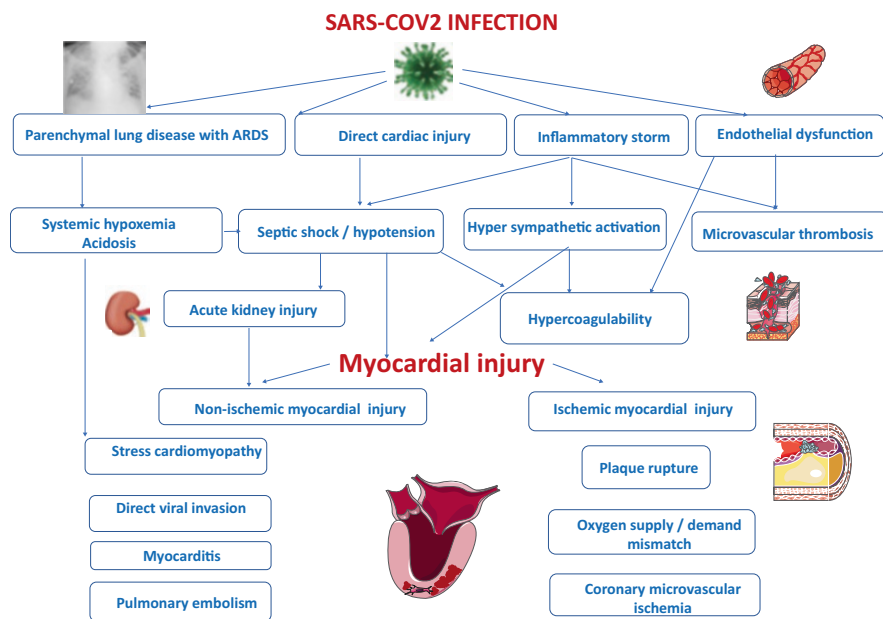 SARS-COV2 INFECTION
Parenchymal lung disease with ARDS
Direct cardiac injury
Inflammatory storm
Endothelial dysfunction
Systemic hypoxemia
Acidosis
Septic shock / hypotension
Hyper sympathetic activation
Microvascular thrombosis
Acute kidney injury
Hypercoagulability
Myocardial injury
Non-ischemic myocardial injury
Ischemic myocardial injury
Stress cardiomyopathy
Plaque rupture
Direct viral invasion
Oxygen supply / demand
mismatch
Myocarditis
Pulmonary embolism
Coronary microvascular
ischemia